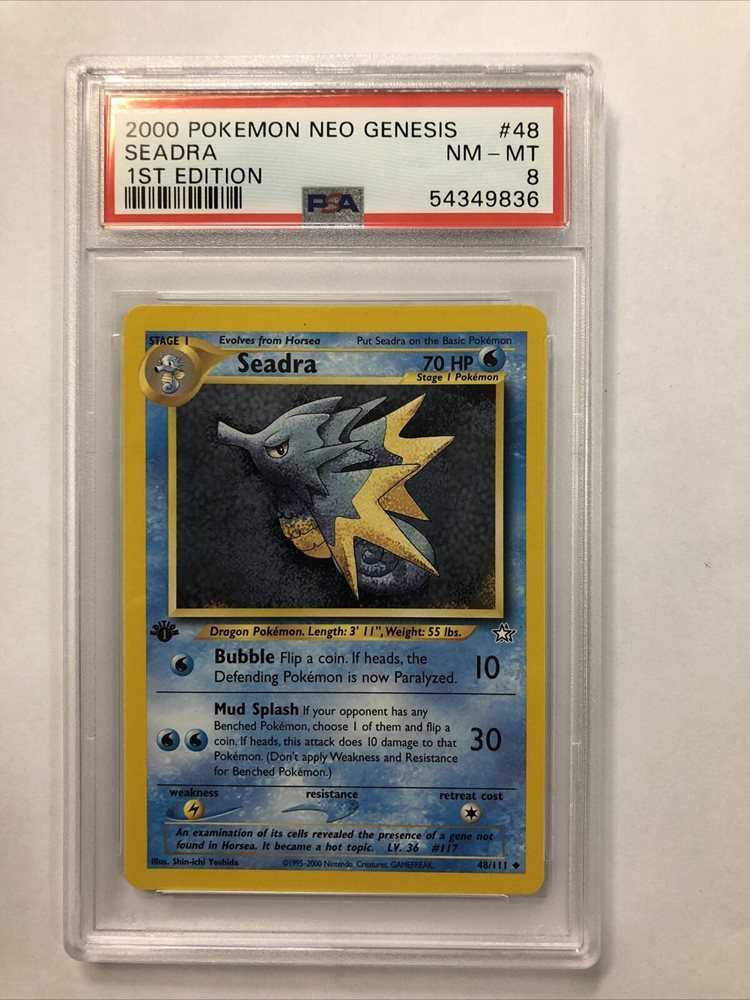 2000 POKEMON NEO GENESIS #48
SEADRA NM - MT
1ST EDITION 8
PSA 54349836
STAGE 1 Evolves from Horsea Put Seadra on the Basic Pokémon
Seadra 70 HP
Stage 1 Pokémon
EDITION
1
Dragon Pokémon. Length: 3' 11", Weight: 55 lbs.
Bubble Flip a coin. If heads, the
Defending Pokémon is now Paralyzed. 10
Mud Splash If your opponent has any
Benched Pokémon, choose 1 of them and flip a
coin. If heads, this attack does 10 damage to that 30
Pokémon. (Don't apply Weakness and Resistance
for Benched Pokémon.)
weakness resistance retreat cost
An examination of its cells revealed the presence of a gene not
found in Horsea. It became a hot topic. LV. 36 #117
Illus. Shin-ichi Yoshida ©1995-2000 Nintendo, Creatures, GAMEFREAK. 48/111